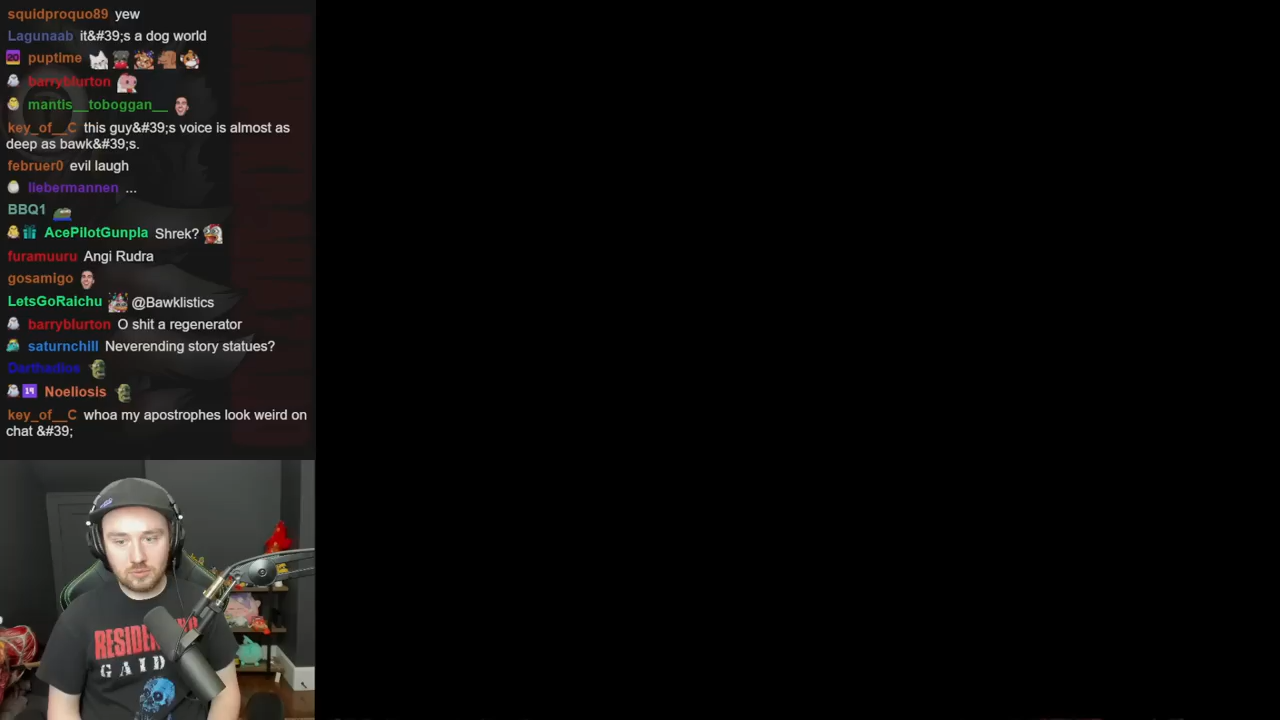 squidproquo89 yew
Lagunaab it&#39;s a dog world
puptime
barryblurton
mantis__toboggan__
key_of__C this guy&#39;s voice is almost as
deep as bawk&#39;s.
februer0 evil laugh
liebermannen ...
BBQ1
AcePilotGunpla Shrek?
furamuuru Angi Rudra
gosamigo
LetsGoRaichu @Bawklistics
barryblurton O shit a regenerator
saturnchill Neverending story statues?
Noeliosis
key_of__C whoa my apostrophes look weird on
chat &#39;
GAID